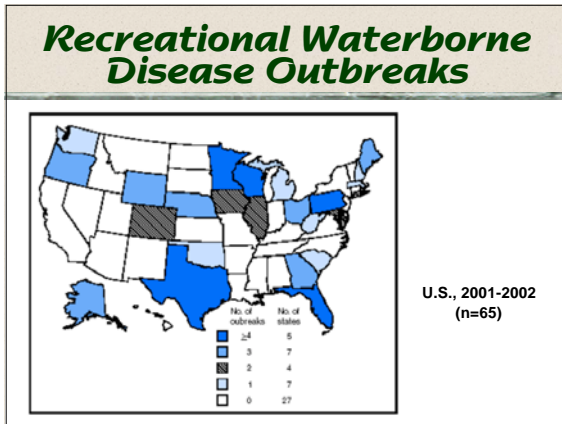 Recreational Waterborne
Disease Outbreaks
U.S., 2001-2002
(n=65)
No. of No. of
oubreaks states
≥4 5
3 7
2 4
1 7
0 27